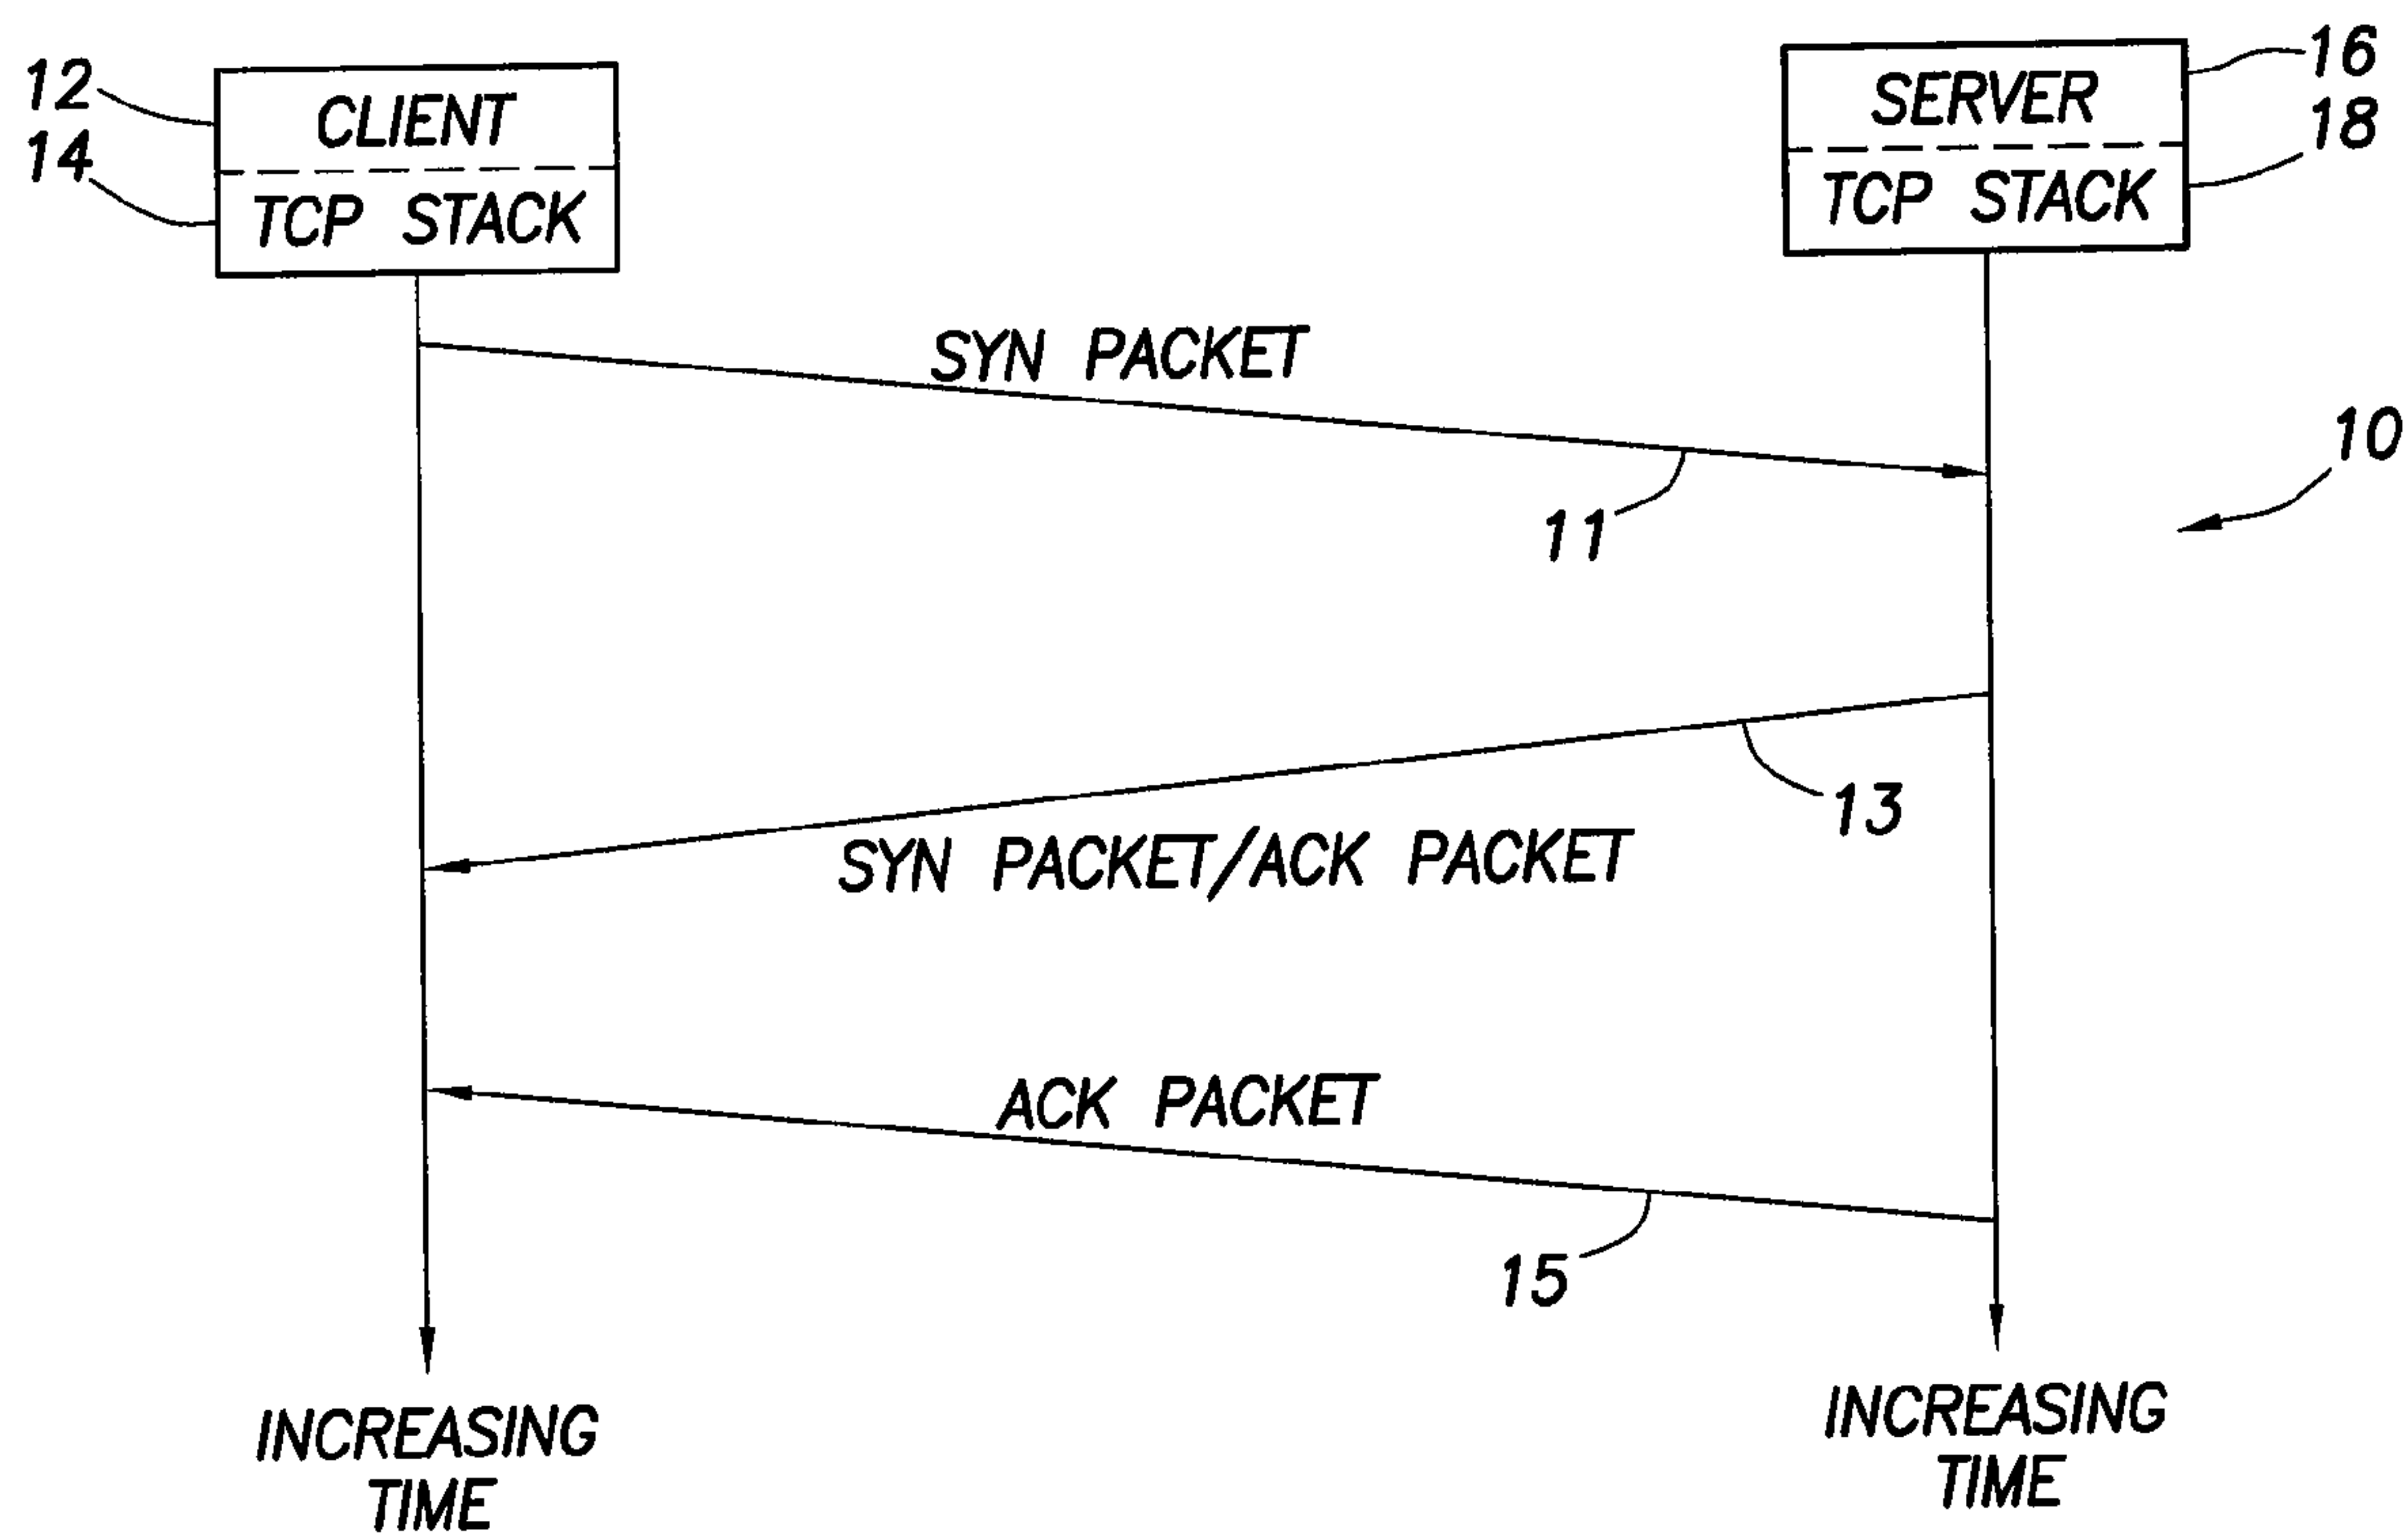 12
CLIENT
14
TCP STACK
16
SERVER
18
TCP STACK
SYN PACKET
11
10
13
SYN PACKET/ACK PACKET
ACK PACKET
15
INCREASING
TIME
INCREASING
TIME